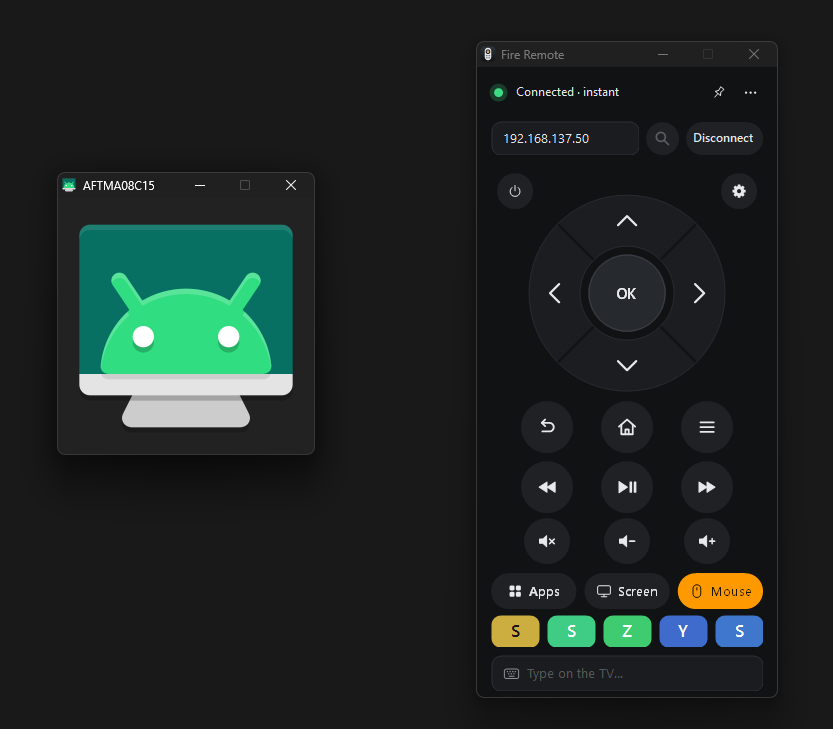 Fire Remote
Connected · instant
192.168.137.50
Disconnect
AFTMA08C15
OK
Apps
Screen
Mouse
S
S
Z
Y
S
Type on the TV...